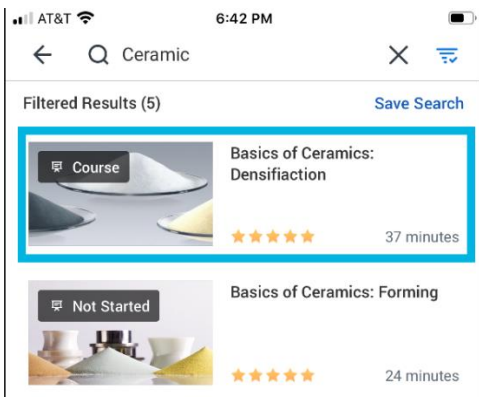 AT&T 6:42 PM
Ceramic
Filtered Results (5) Save Search
Course
Basics of Ceramics:
Densifiaction
37 minutes
Not Started
Basics of Ceramics: Forming
24 minutes